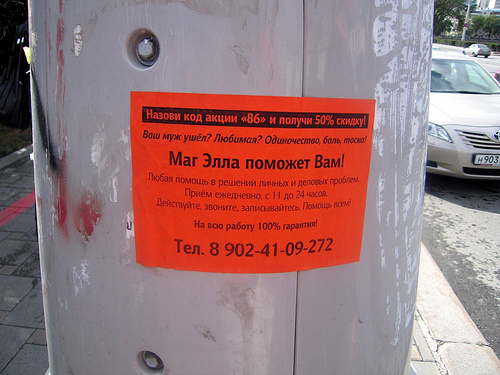 Назови код акции «86» и получи 50% скидку!
Ваш муж ушёл? Любимая? Одиночество, боль, тоска!
Маг Элла поможет Вам!
Любая помощь в решении личных и деловых проблем.
Приём ежедневно, с 11 до 24 часов.
Действуйте, звоните, записывайтесь. Помощь всем!
На всю работу 100% гарантия!
Тел. 8 902-41-09-272
Н 903